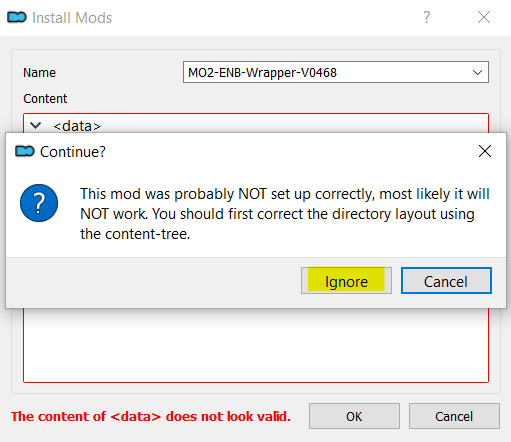 Install Mods
?
Name
MO2-ENB-Wrapper-V0468
Content
<data>
Continue?
?
This mod was probably NOT set up correctly, most likely it will
NOT work. You should first correct the directory layout using
the content-tree.
Ignore
Cancel
The content of <data> does not look valid.
OK
Cancel